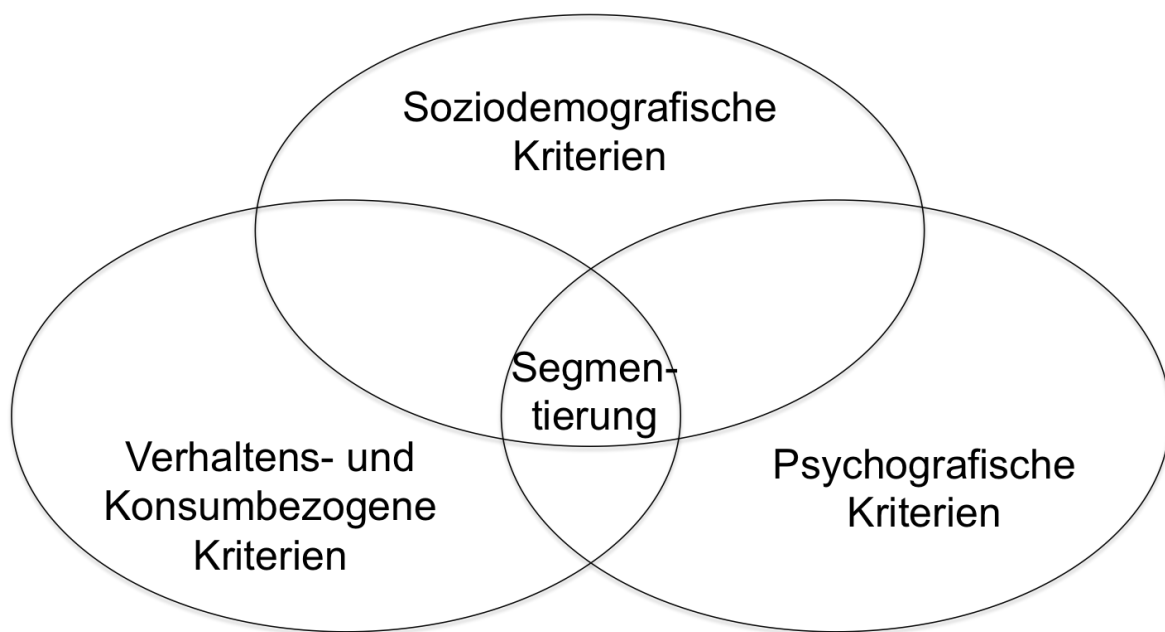 Soziodemografische
Kriterien
Segmen-
tierung
Verhaltens- und
Konsumbezogene
Kriterien
Psychografische
Kriterien